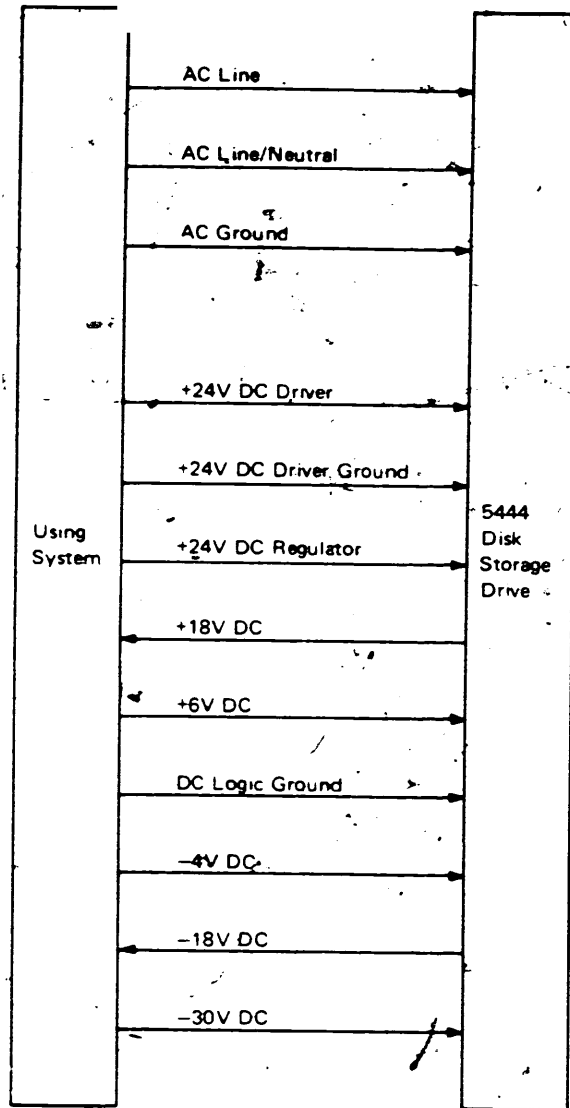 AC Line
AC Line/Neutral
AC Ground
+24V DC Driver
+24V DC Driver Ground
Using
System
+24V DC Regulator
5444
Disk
Storage
Drive
+18V DC
+6V DC
DC Logic Ground
−4V DC
−18V DC
−30V DC